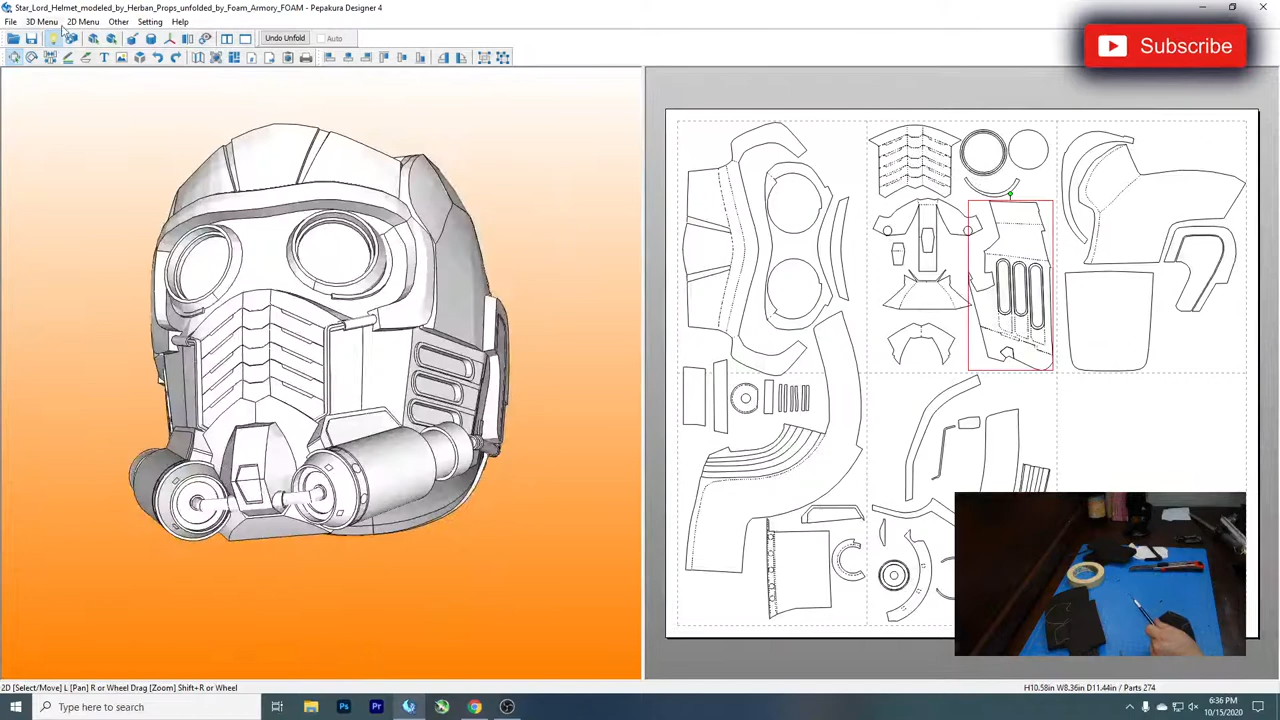 Star_Lord_Helmet_modeled_by_Herban_Props_unfolded_by_Foam_Armory_FOAM - Pepakura Designer 4
File 3D Menu 2D Menu Other Setting Help
Undo Unfold Auto
Subscribe
2D [Select/Move] L [Pan] R or Wheel Drag [Zoom] Shift+R or Wheel
H10.58in W8.36in D11.44in / Parts 274
Type here to search
Ps
Pr
6:36 PM
10/15/2020